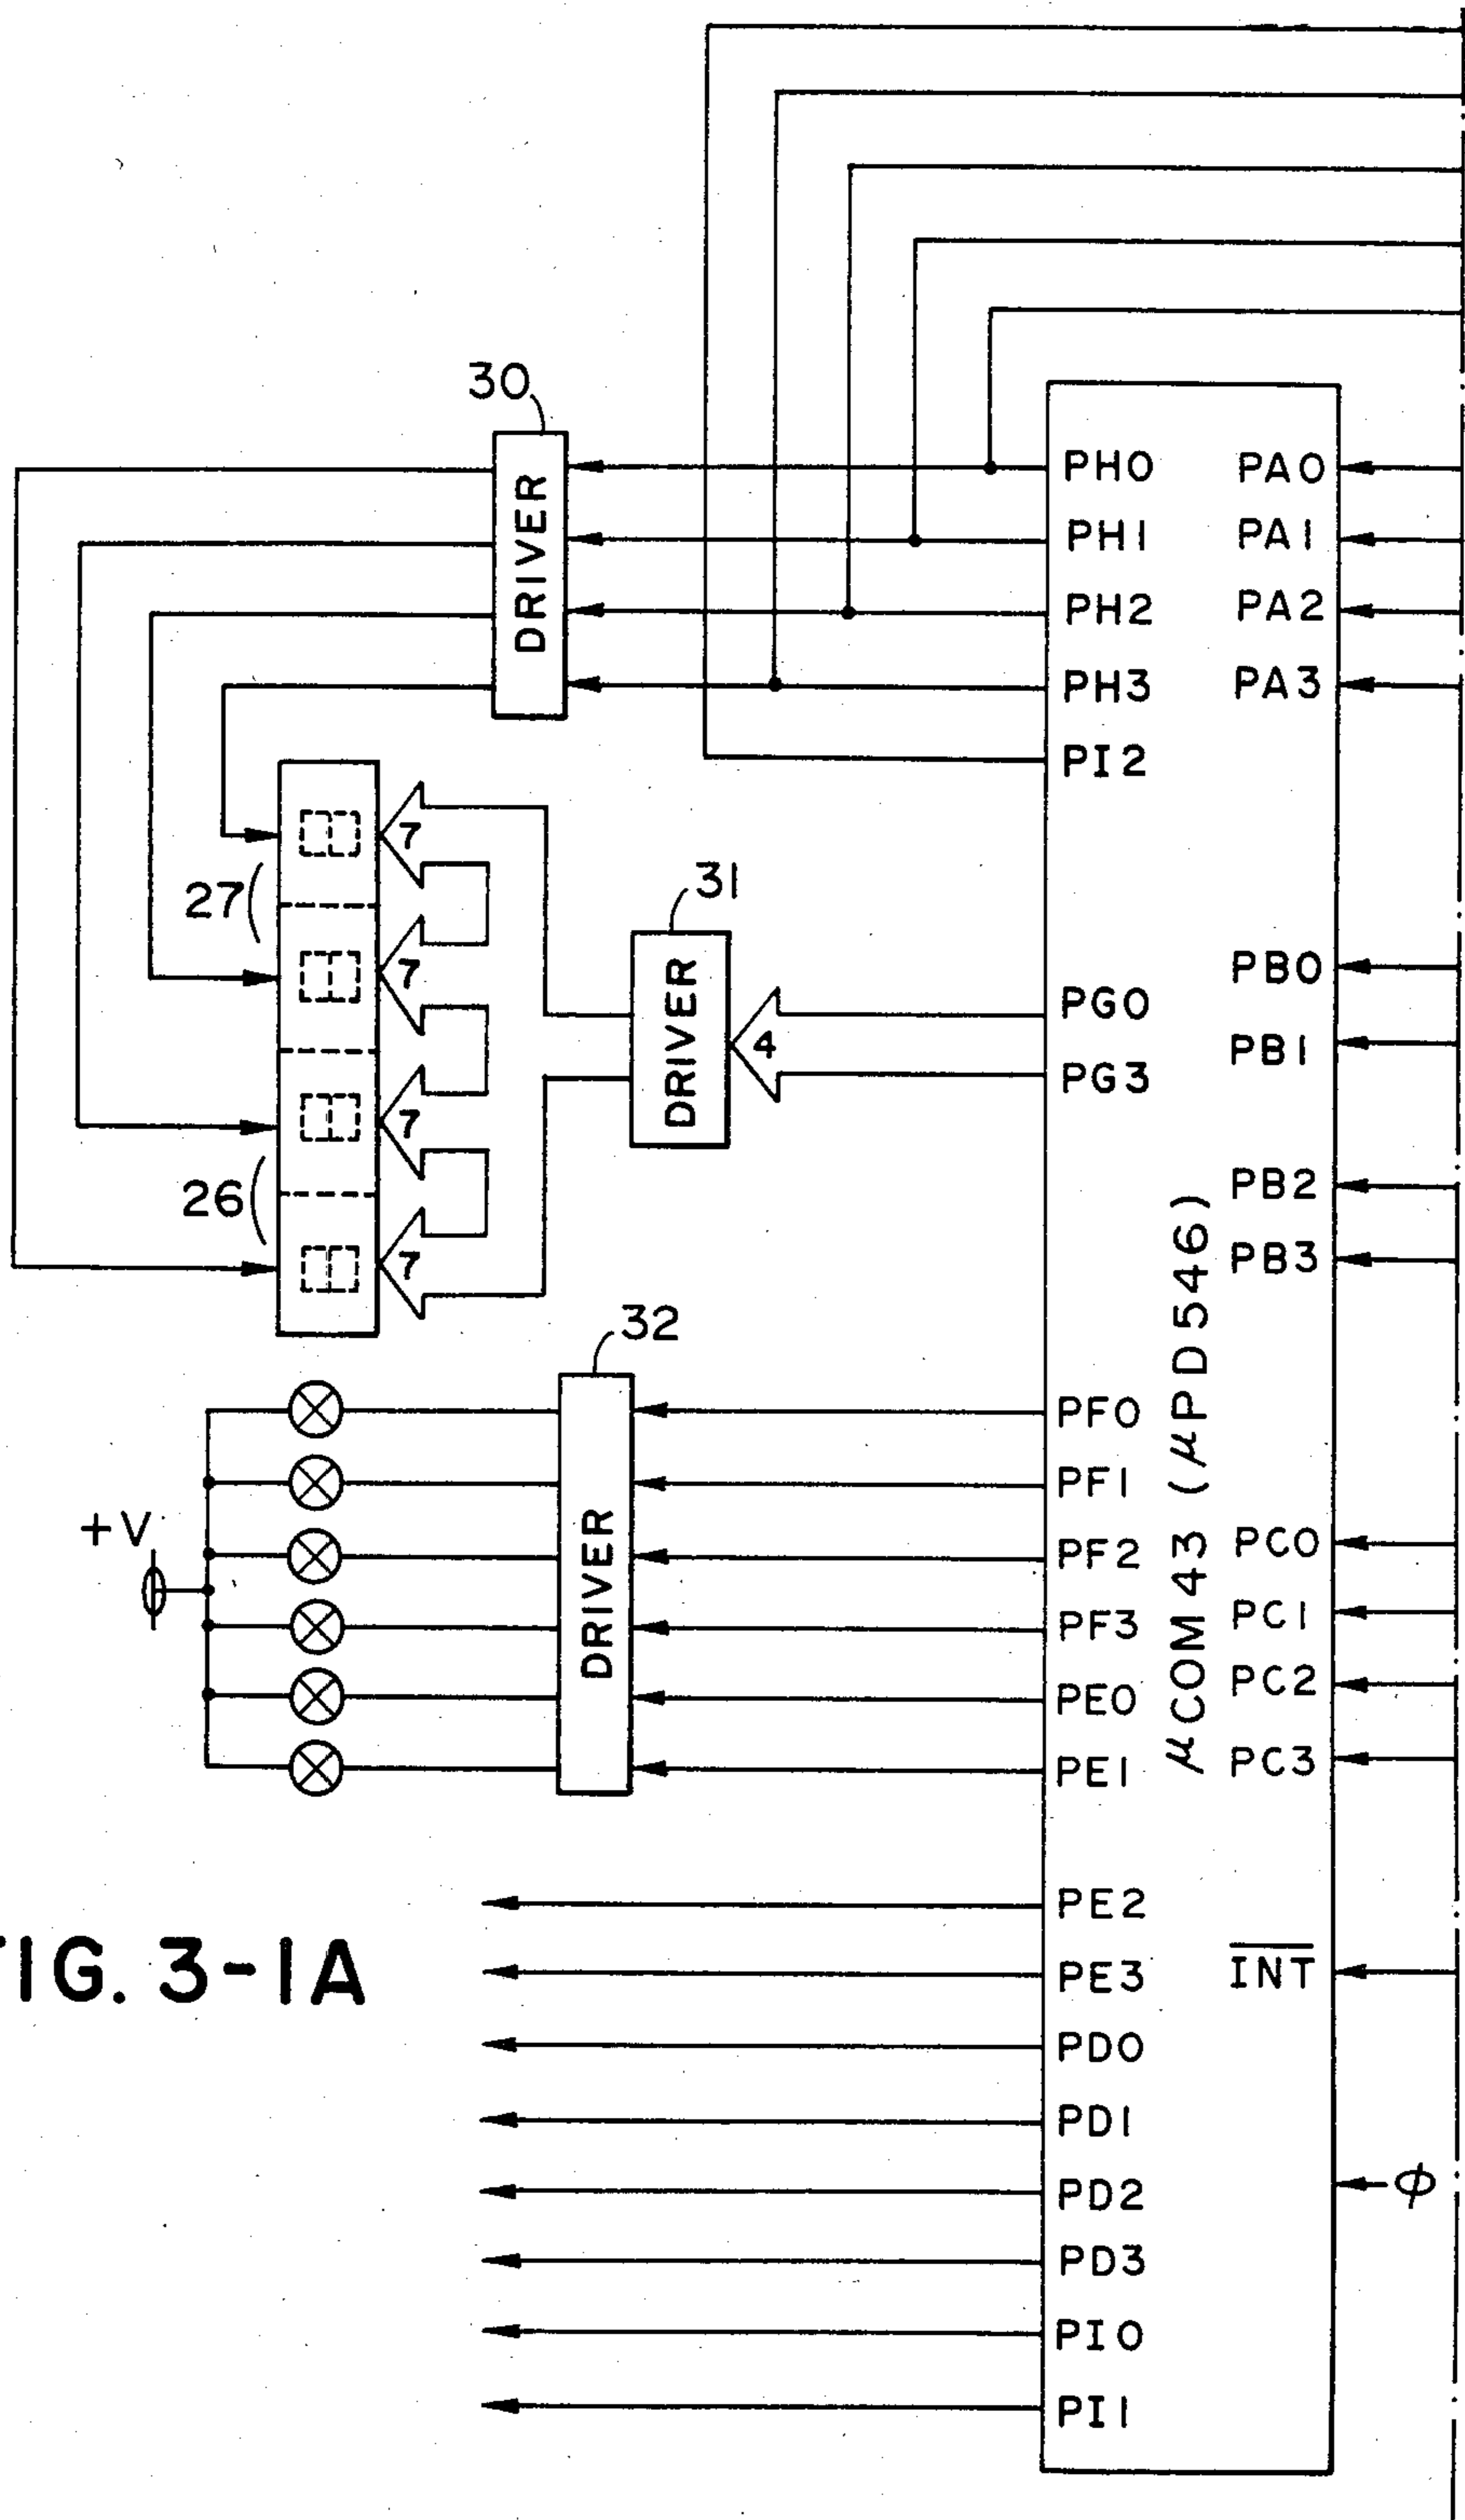 30
DRIVER
PH0 PA0
PH1 PA1
PH2 PA2
PH3 PA3
PI2
7
27
31
7
DRIVER
PB0
PG0
4
PB1
PG3
7
26
PB2
7
PB3
32
DRIVER
μCOM43 (μPD546)
PF0
PF1
+V
PF2 PC0
PF3 PC1
PE0 PC2
PE1 PC3
PE2
FIG. 3-1A
PE3 INT
PD0
PD1
PD2 φ
PD3
PI0
PI1